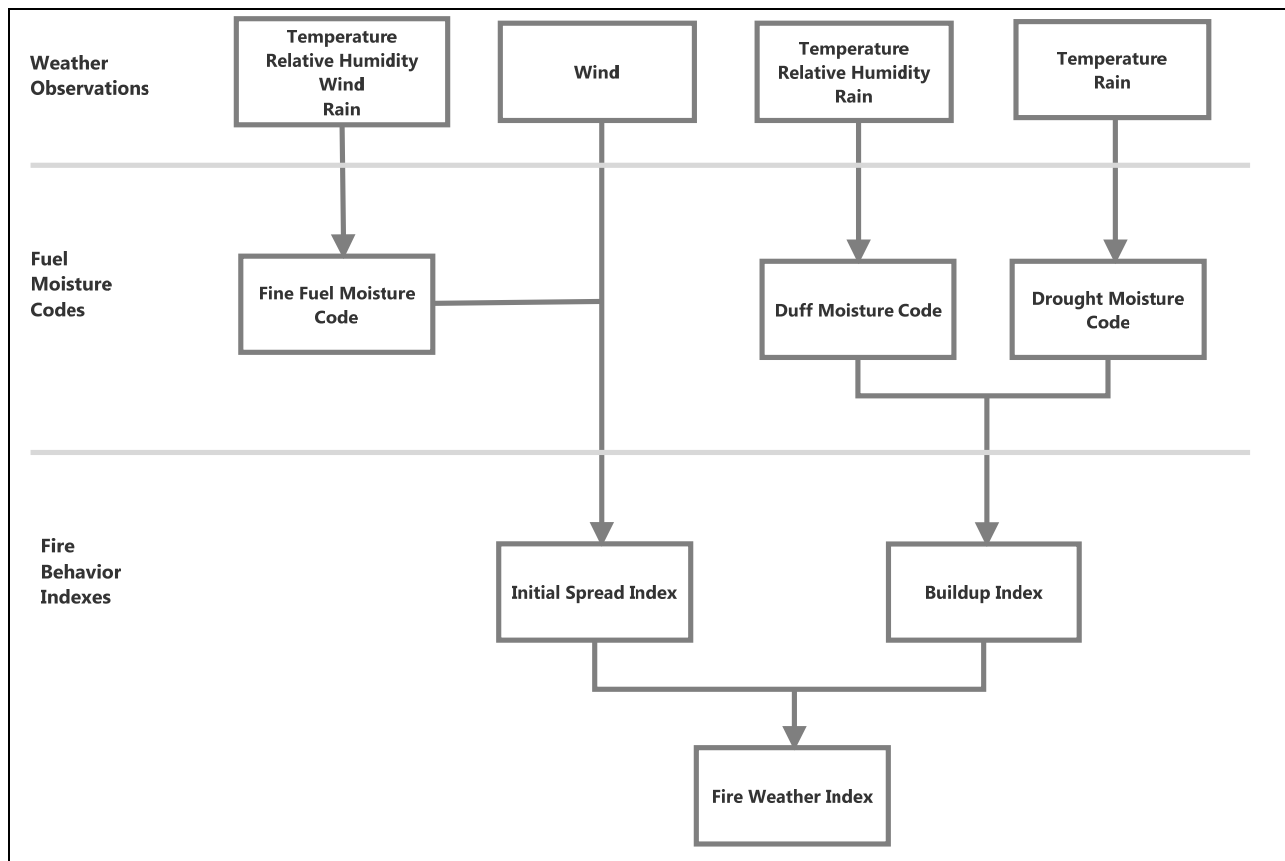 Weather
Observations
Temperature
Relative Humidity
Wind
Rain
Wind
Temperature
Relative Humidity
Rain
Temperature
Rain
Fuel
Moisture
Codes
Fine Fuel Moisture
Code
Duff Moisture Code
Drought Moisture
Code
Fire
Behavior
Indexes
Initial Spread Index
Buildup Index
Fire Weather Index